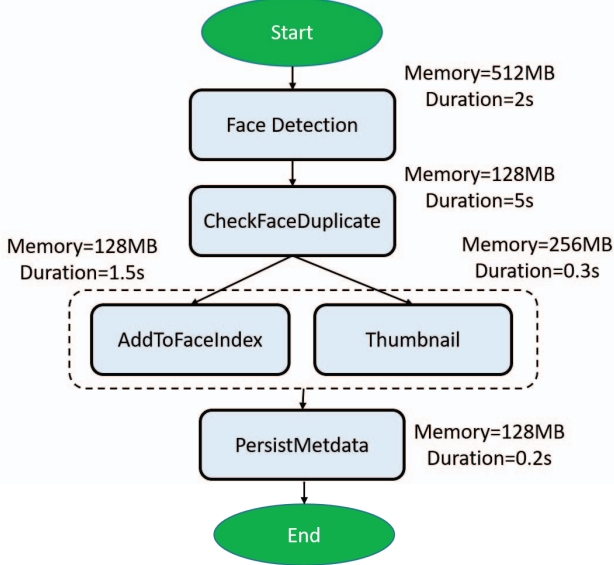 Start
Memory=512MB
Duration=2s
Face Detection
Memory=128MB
Duration=5s
CheckFaceDuplicate
Memory=128MB
Duration=1.5s
Memory=256MB
Duration=0.3s
AddToFaceIndex
Thumbnail
PersistMetdata
Memory=128MB
Duration=0.2s
End